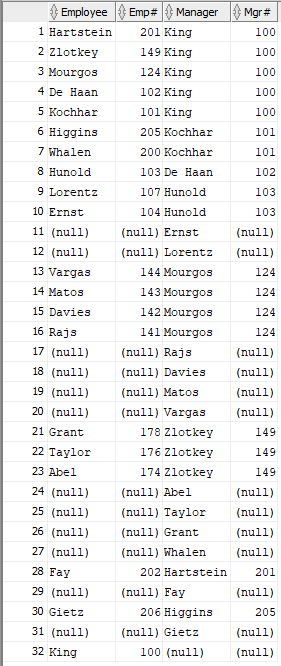 Employee Emp# Manager Mgr#
1 Hartstein 201 King 100
2 Zlotkey 149 King 100
3 Mourgos 124 King 100
4 De Haan 102 King 100
5 Kochhar 101 King 100
6 Higgins 205 Kochhar 101
7 Whalen 200 Kochhar 101
8 Hunold 103 De Haan 102
9 Lorentz 107 Hunold 103
10 Ernst 104 Hunold 103
11 (null) (null) Ernst (null)
12 (null) (null) Lorentz (null)
13 Vargas 144 Mourgos 124
14 Matos 143 Mourgos 124
15 Davies 142 Mourgos 124
16 Rajs 141 Mourgos 124
17 (null) (null) Rajs (null)
18 (null) (null) Davies (null)
19 (null) (null) Matos (null)
20 (null) (null) Vargas (null)
21 Grant 178 Zlotkey 149
22 Taylor 176 Zlotkey 149
23 Abel 174 Zlotkey 149
24 (null) (null) Abel (null)
25 (null) (null) Taylor (null)
26 (null) (null) Grant (null)
27 (null) (null) Whalen (null)
28 Fay 202 Hartstein 201
29 (null) (null) Fay (null)
30 Gietz 206 Higgins 205
31 (null) (null) Gietz (null)
32 King 100 (null) (null)